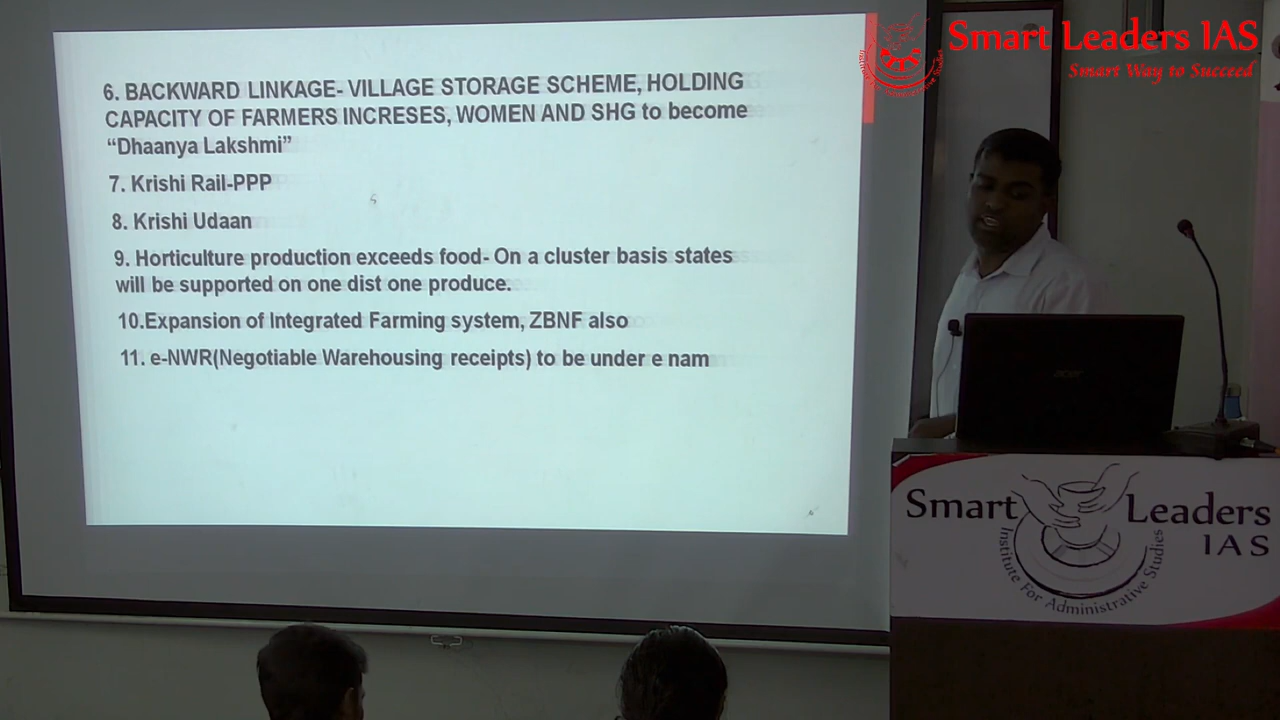 Smart Leaders IAS
Smart Way to Succeed
6. BACKWARD LINKAGE- VILLAGE STORAGE SCHEME, HOLDING
CAPACITY OF FARMERS INCRESES, WOMEN AND SHG to become
“Dhaanya Lakshmi”
7. Krishi Rail-PPP
8. Krishi Udaan
9. Horticulture production exceeds food- On a cluster basis states
will be supported on one dist one produce.
10.Expansion of Integrated Farming system, ZBNF also
11. e-NWR(Negotiable Warehousing receipts) to be under e nam
acer
Smart Leaders
IAS
Institute For Administrative Studies